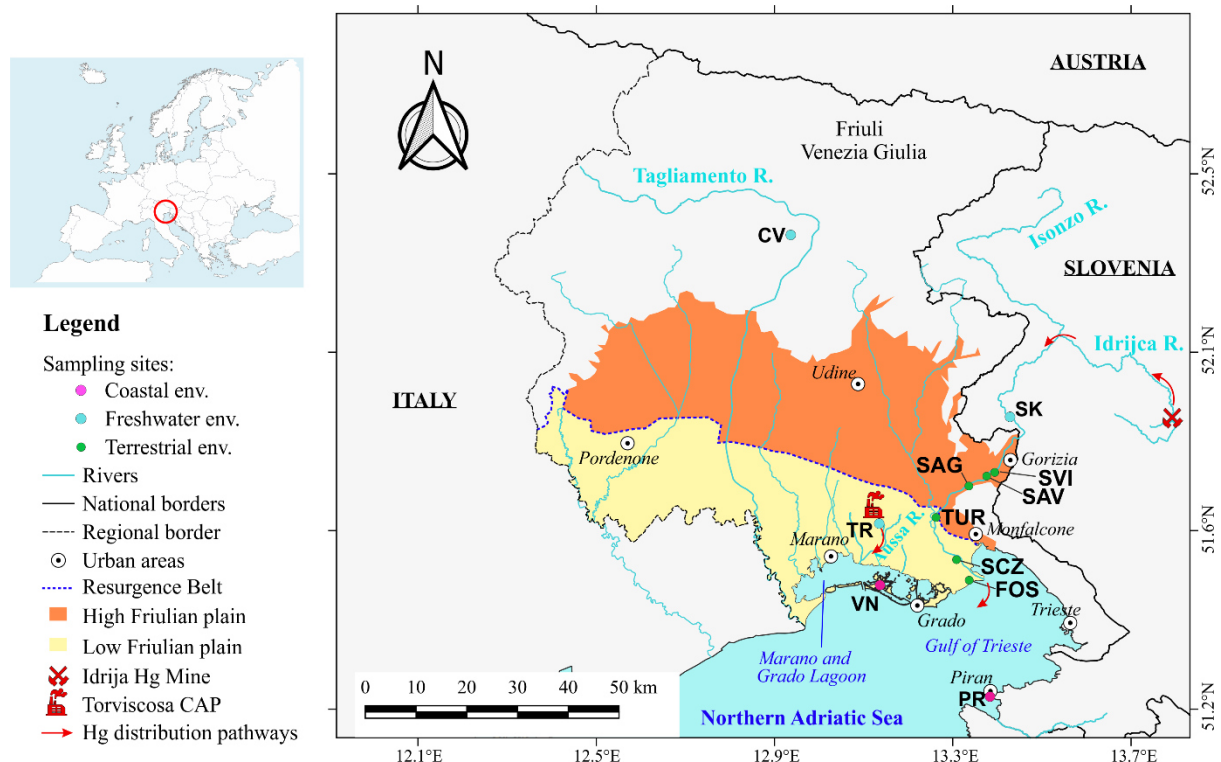 N
AUSTRIA
Friuli
Venezia Giulia
Tagliamento R.
52.5°N
CV
Isonzo R.
SLOVENIA
Legend
Sampling sites:
Coastal env.
Freshwater env.
Terrestrial env.
Rivers
National borders
Regional border
Urban areas
Resurgence Belt
High Friulian plain
Low Friulian plain
Idrija Hg Mine
Torviscosa CAP
Hg distribution pathways
Idrijca R.
52.1°N
Udine
ITALY
SK
Pordenone
SAG
Gorizia
SVI
SAV
TUR
TR
Aussa R.
Monfalcone
51.6°N
Marano
SCZ
FOS
VN
Grado
Trieste
Gulf of Trieste
Marano and
Grado Lagoon
Piran
PR
0 10 20 30 40 50 km
Northern Adriatic Sea
51.2°N
12.1°E 12.5°E 12.9°E 13.3°E 13.7°E